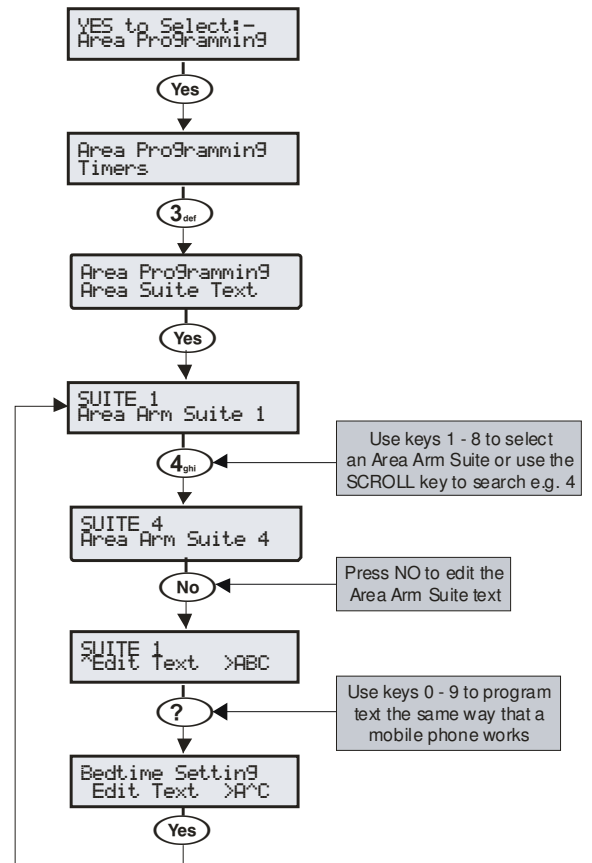 YES to Select:-
Area Programming
Yes
Area Programming
Timers
3def
Area Programming
Area Suite Text
Yes
SUITE 1
Area Arm Suite 1
4ghi
Use keys 1 - 8 to select
an Area Arm Suite or use the
SCROLL key to search e.g. 4
SUITE 4
Area Arm Suite 4
No
Press NO to edit the
Area Arm Suite text
SUITE 1
^Edit Text >ABC
?
Use keys 0 - 9 to program
text the same way that a
mobile phone works
Bedtime Setting
Edit Text >A^C
Yes